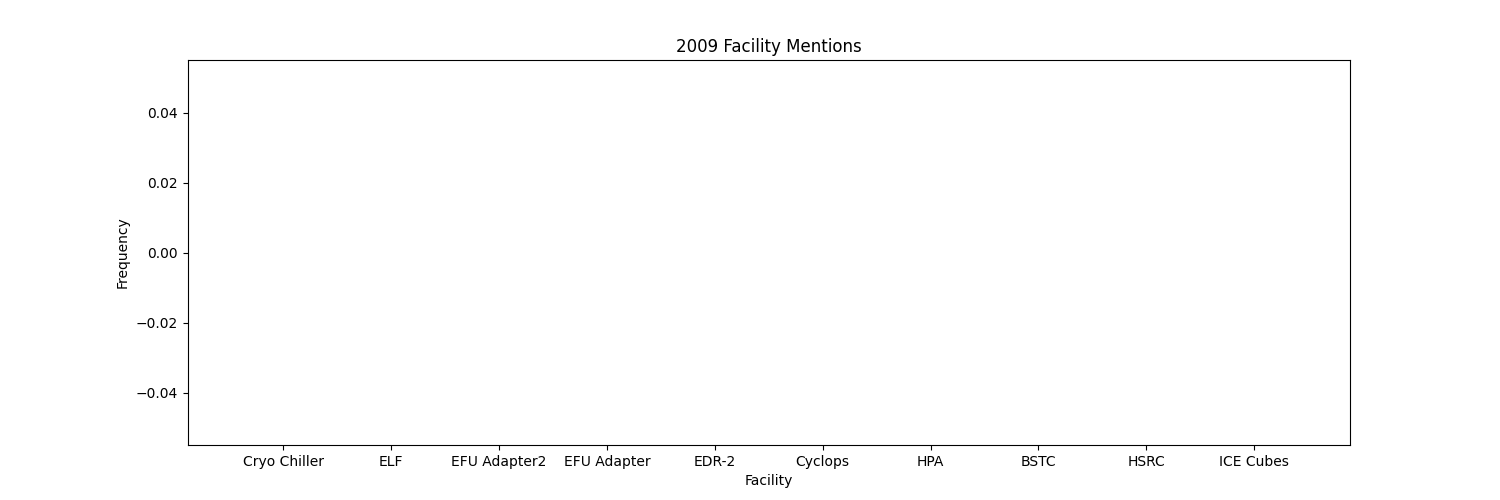 2009 Facility Mentions
0.04
0.02
0.00
−0.02
−0.04
Frequency
Cryo Chiller ELF EFU Adapter2 EFU Adapter EDR-2 Cyclops HPA BSTC HSRC ICE Cubes
Facility